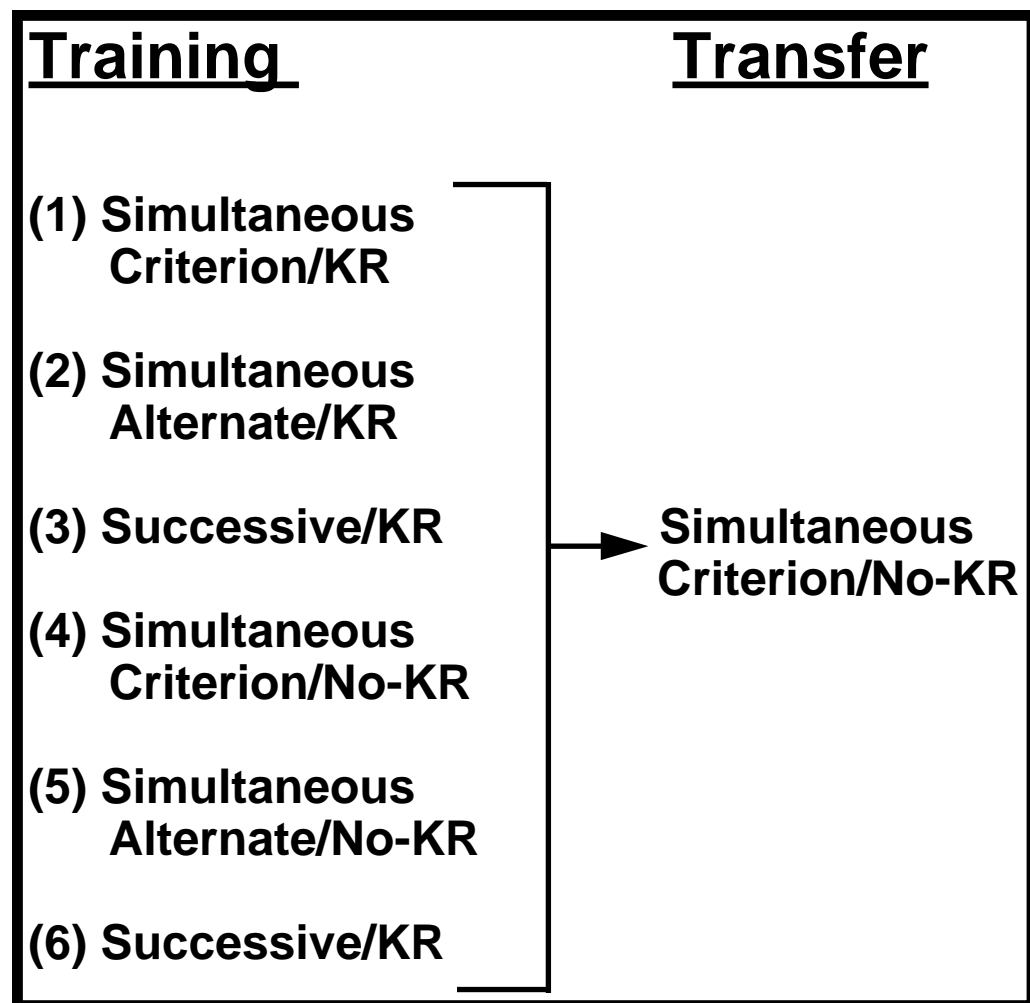 Training Transfer
(1) Simultaneous
Criterion/KR
(2) Simultaneous
Alternate/KR
(3) Successive/KR
(4) Simultaneous
Criterion/No-KR
(5) Simultaneous
Alternate/No-KR
(6) Successive/KR
Simultaneous
Criterion/No-KR